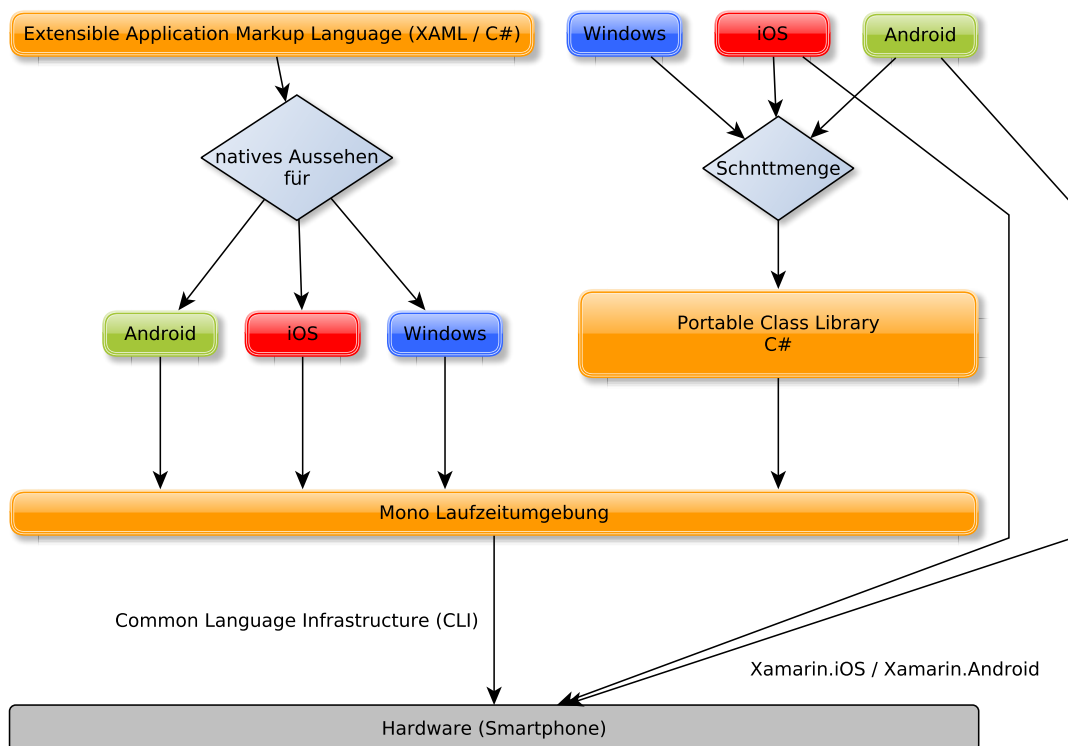 Extensible Application Markup Language (XAML / C#)
Windows
iOS
Android
natives Aussehen
für
Schnttmenge
Android
iOS
Windows
Portable Class Library
C#
Mono Laufzeitumgebung
Common Language Infrastructure (CLI)
Xamarin.iOS / Xamarin.Android
Hardware (Smartphone)